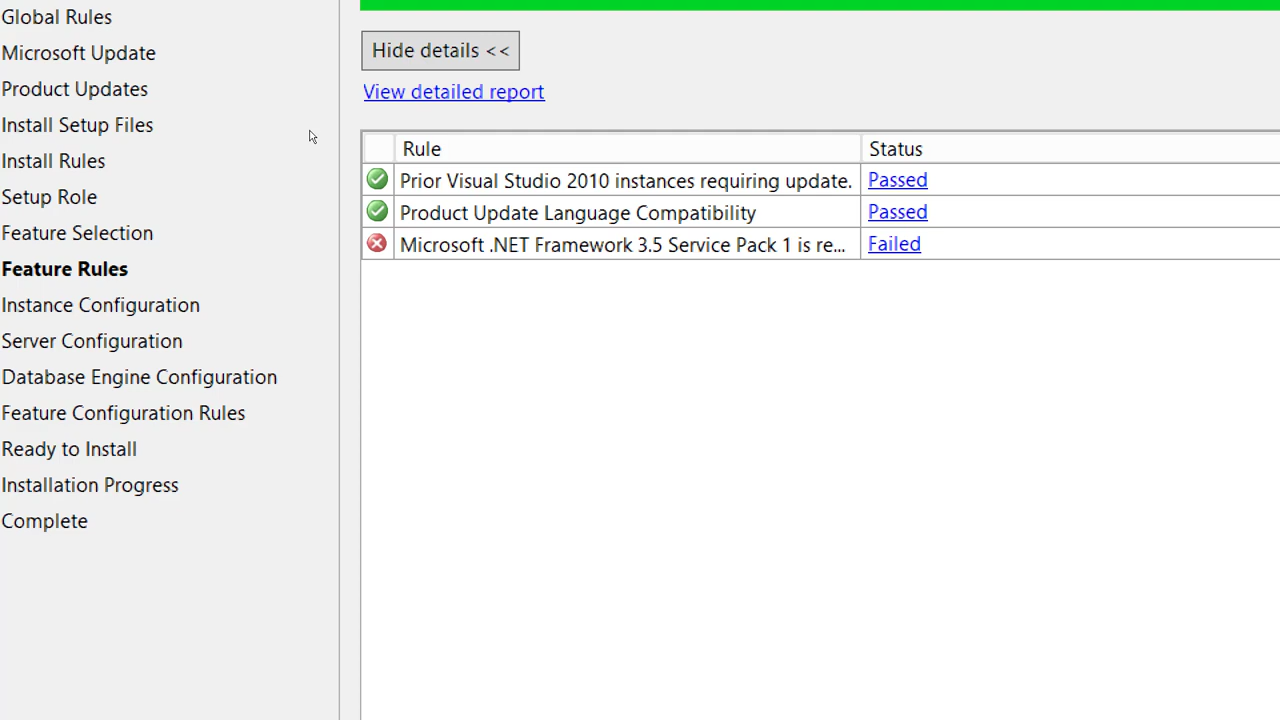 Global Rules
Microsoft Update
Product Updates
Install Setup Files
Install Rules
Setup Role
Feature Selection
Feature Rules
Instance Configuration
Server Configuration
Database Engine Configuration
Feature Configuration Rules
Ready to Install
Installation Progress
Complete
Hide details <<
View detailed report
Rule Status
Prior Visual Studio 2010 instances requiring update. Passed
Product Update Language Compatibility Passed
Microsoft .NET Framework 3.5 Service Pack 1 is re... Failed